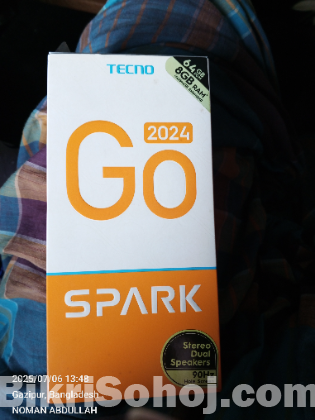 TECNO
64GB
8GB RAM*
Go
2024
SPARK
Stereo
Dual
Speakers
90Hz
2025/07/06 13:48
Gazipur, Bangladesh
NOMAN ABDULLAH
BikriSohoj.com